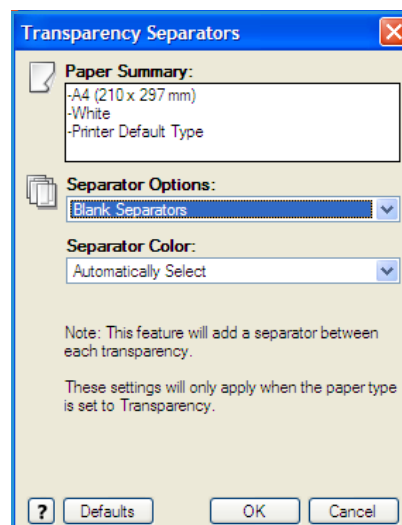 Transparency Separators
Paper Summary:
-A4 (210 x 297 mm)
-White
-Printer Default Type
Separator Options:
Blank Separators
Separator Color:
Automatically Select
Note: This feature will add a separator between
each transparency.
These settings will only apply when the paper type
is set to Transparency.
?
Defaults
OK
Cancel